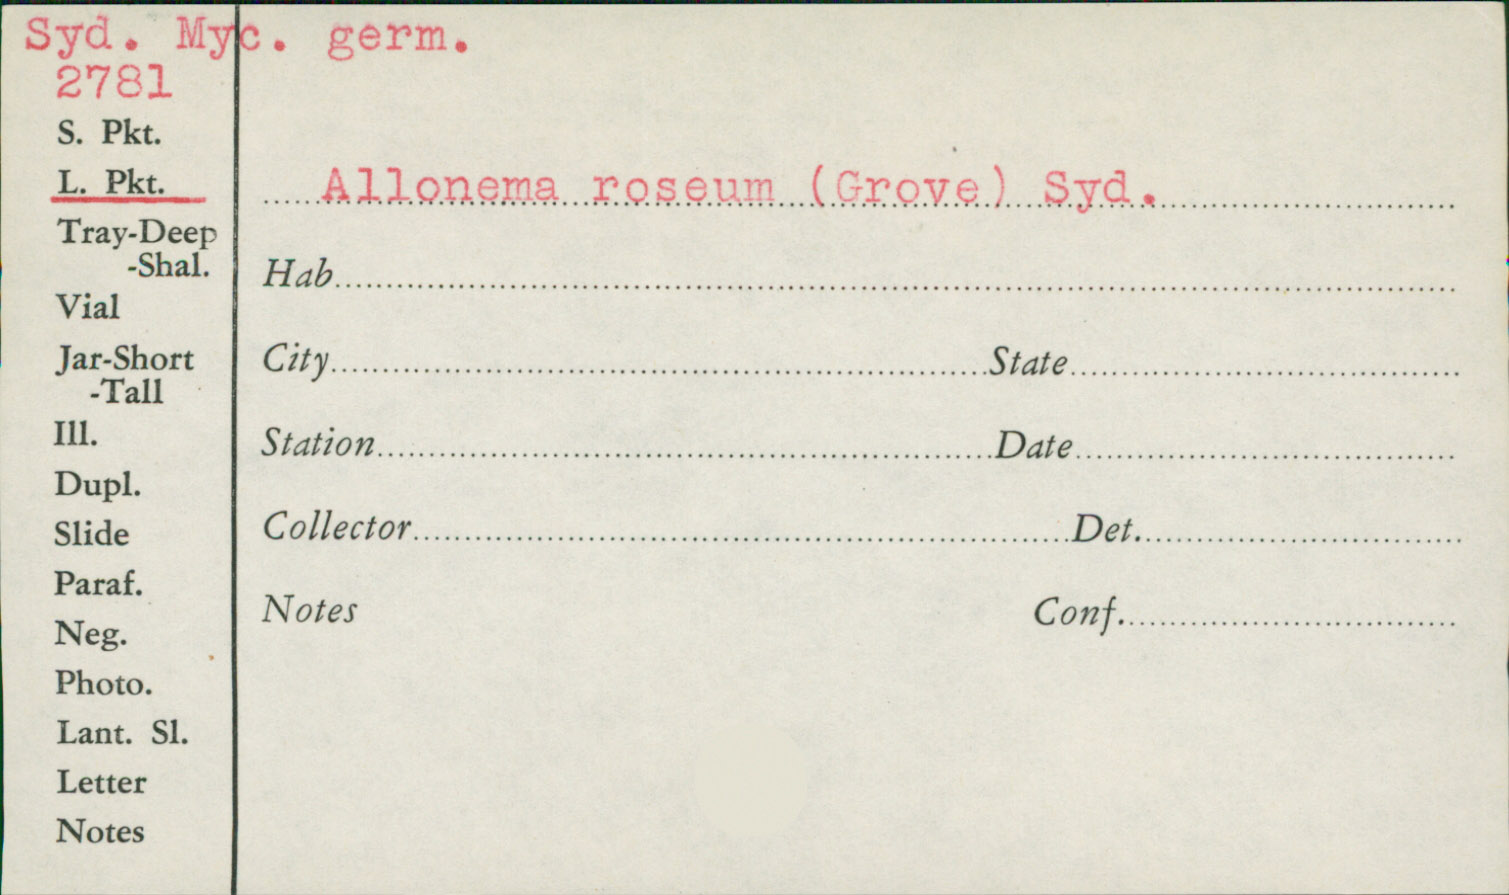 Syd. Myc. germ.
2781
S. Pkt.
L. Pkt.
Tray-Deep
-Shal.
Vial
Jar-Short
-Tall
Ill.
Dupl.
Slide
Paraf.
Neg.
Photo.
Lant. Sl.
Letter
Notes
Allonema roseum (Grove) Syd.
Hab
City State
Station Date
Collector Det.
Notes Conf.